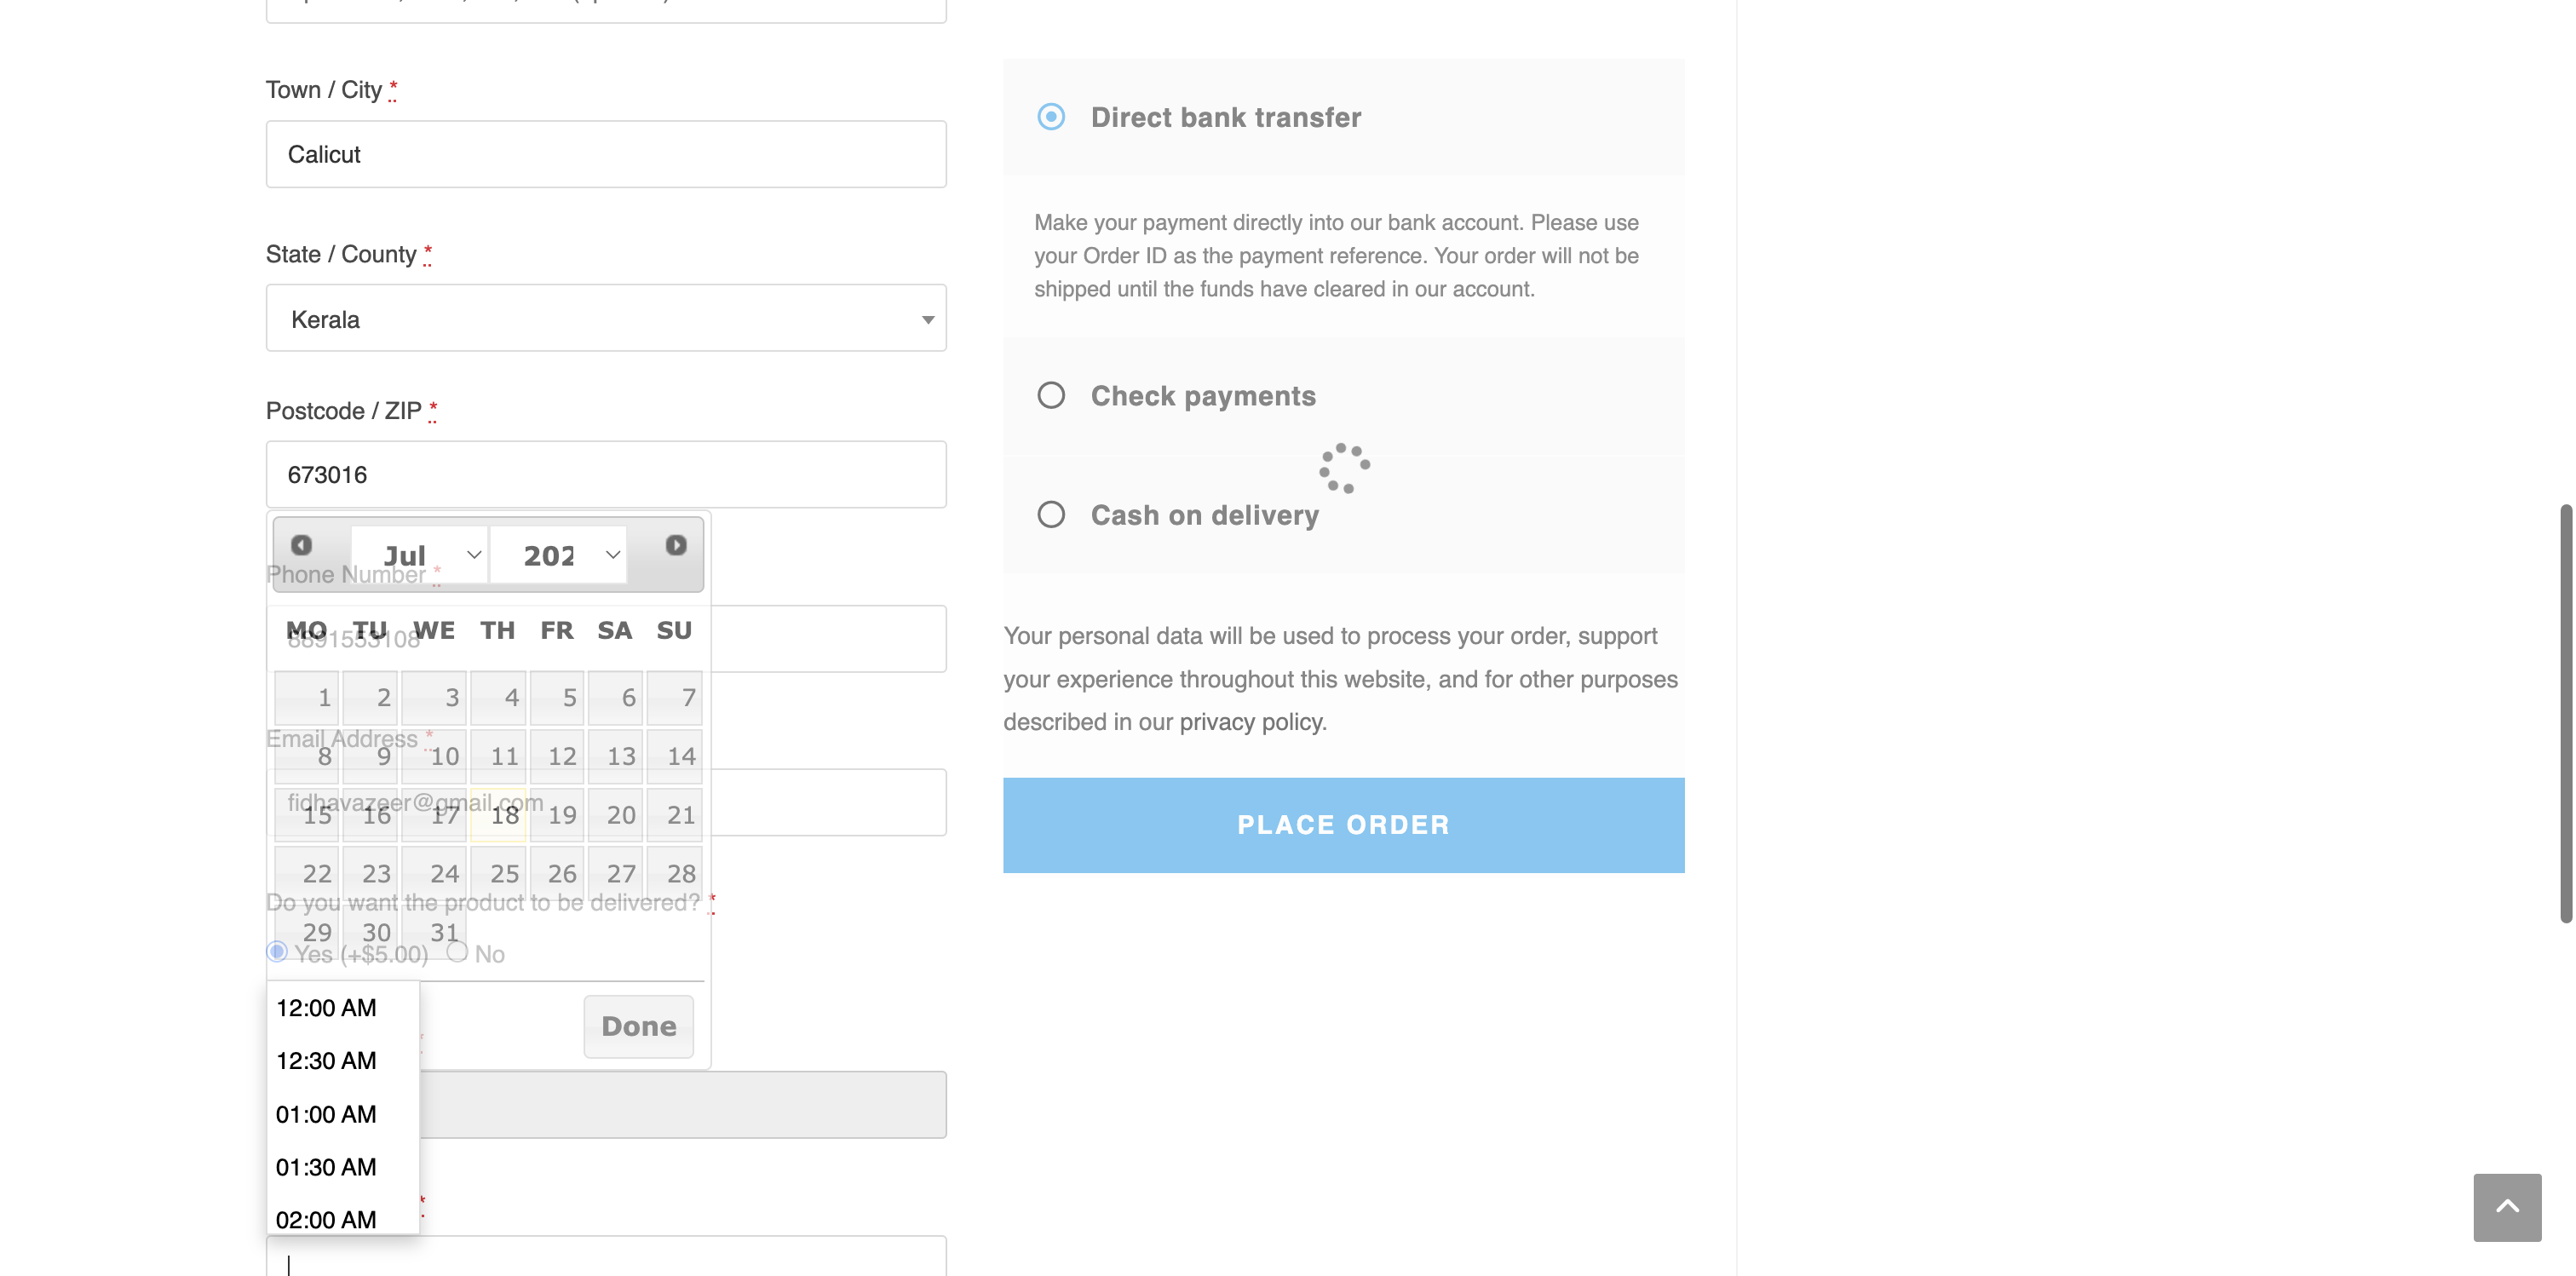 Town / City *
Calicut
State / County *
Kerala
Postcode / ZIP *
673016
Jul
202
Phone Number *
MO TU WE TH FR SA SU
8891553108
1 2 3 4 5 6 7
Email Address *
8 9 10 11 12 13 14
fidhavazeer@gmail.com
15 16 17 18 19 20 21
22 23 24 25 26 27 28
Do you want the product to be delivered? *
29 30 31
Yes (+$5.00) No
Done
12:00 AM
12:30 AM
*
01:00 AM
01:30 AM
02:00 AM
*
Direct bank transfer
Make your payment directly into our bank account. Please use
your Order ID as the payment reference. Your order will not be
shipped until the funds have cleared in our account.
Check payments
Cash on delivery
Your personal data will be used to process your order, support
your experience throughout this website, and for other purposes
described in our privacy policy.
PLACE ORDER